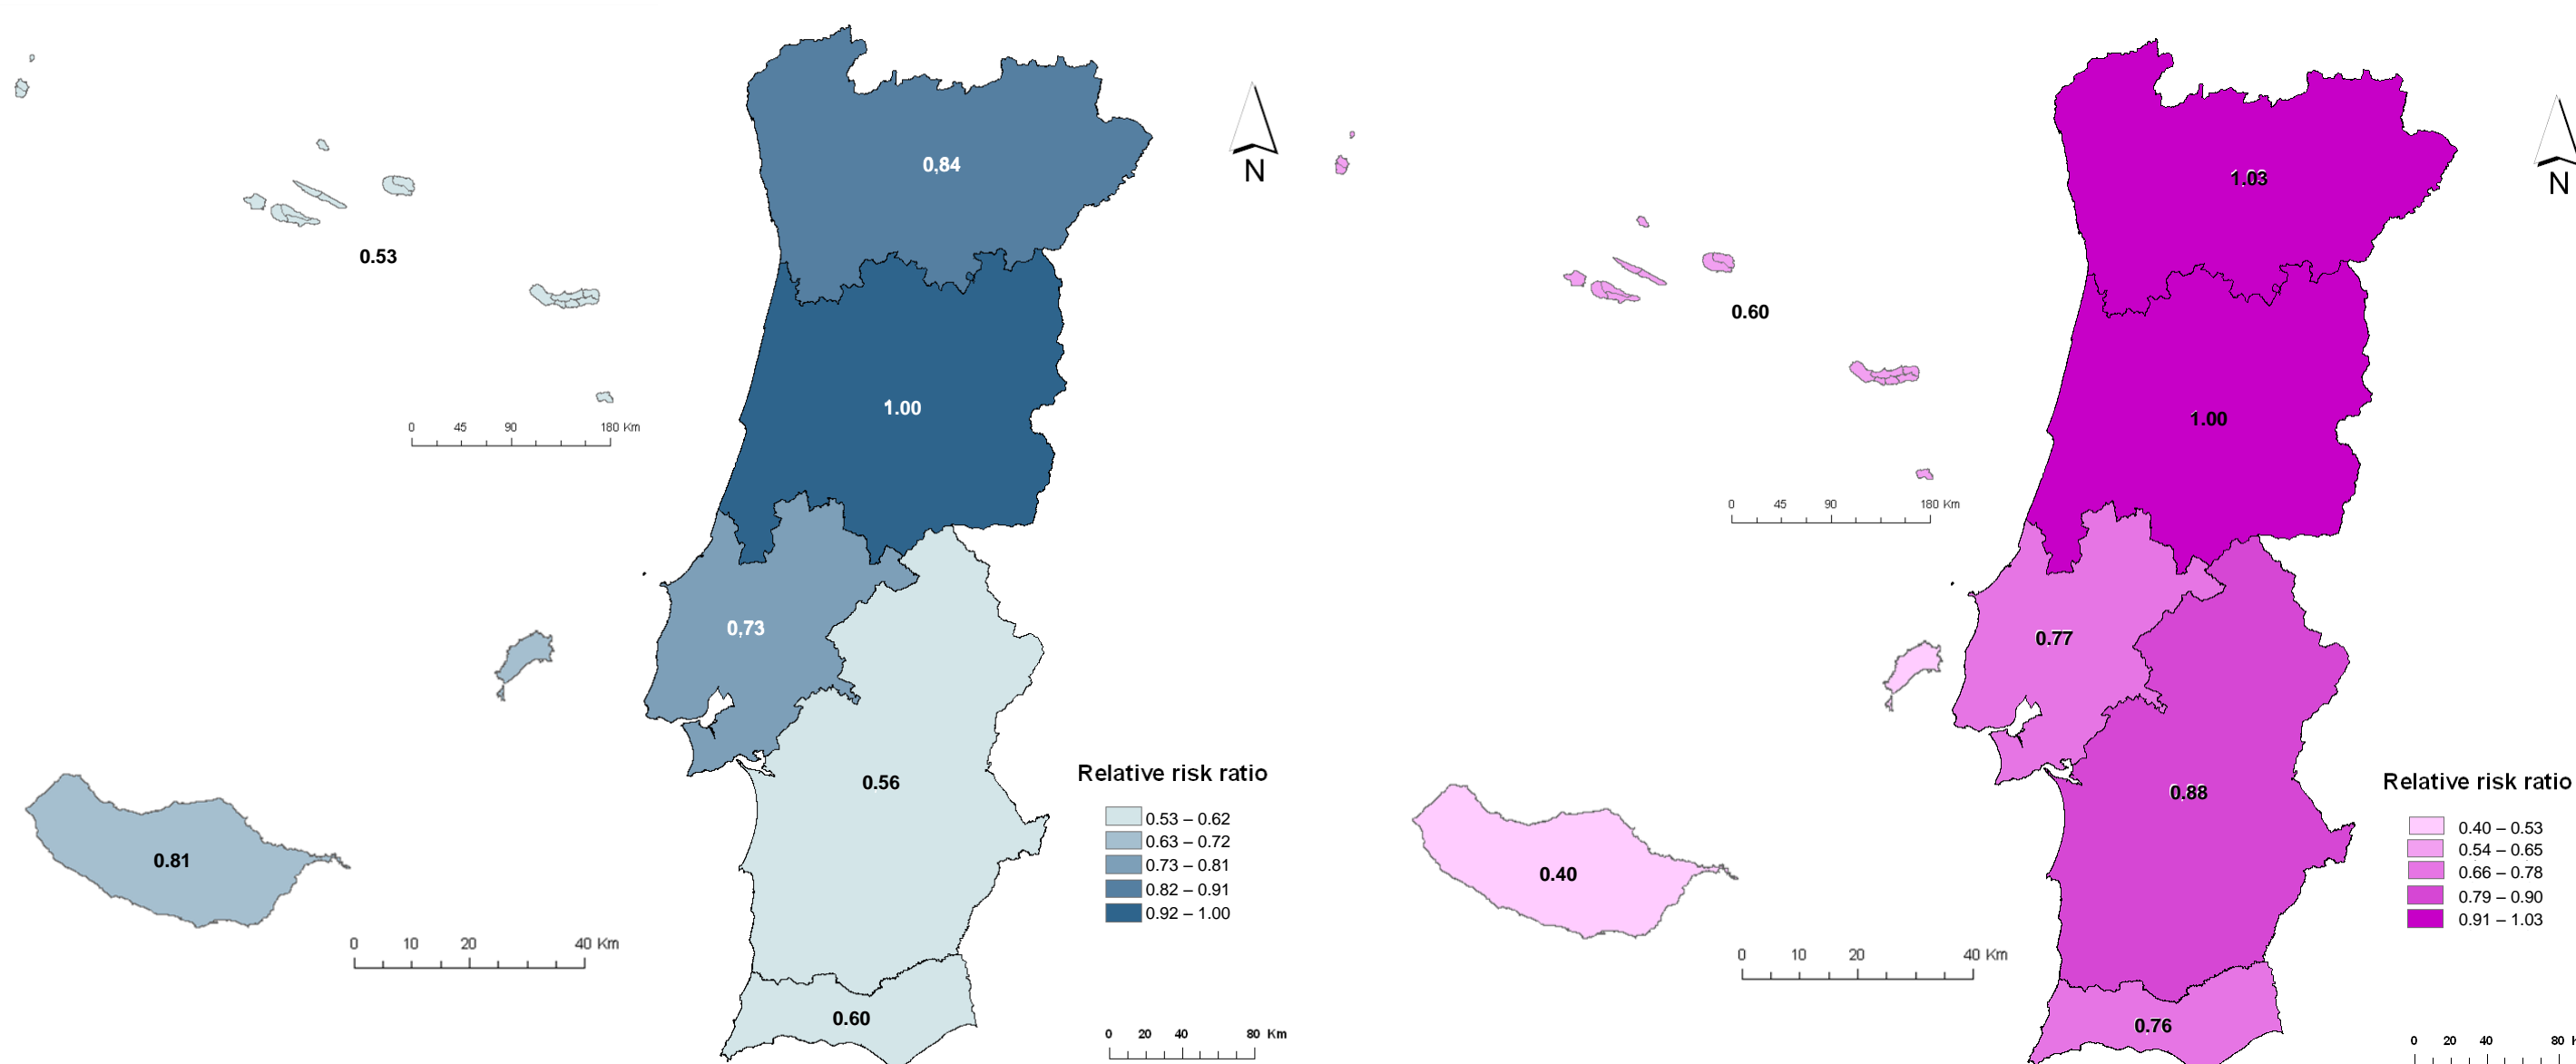 0,84
N
0.53
1.00
0 45 90 180 Km
0,73
0.56
0.81
0 10 20 40 Km
0.60
Relative risk ratio
0.53 – 0.62
0.63 – 0.72
0.73 – 0.81
0.82 – 0.91
0.92 – 1.00
0 20 40 80 Km
1.03
N
0.60
1.00
0 45 90 180 Km
0.77
0.88
0.40
0 10 20 40 Km
0.76
Relative risk ratio
0.40 – 0.53
0.54 – 0.65
0.66 – 0.78
0.79 – 0.90
0.91 – 1.03
0 20 40 80